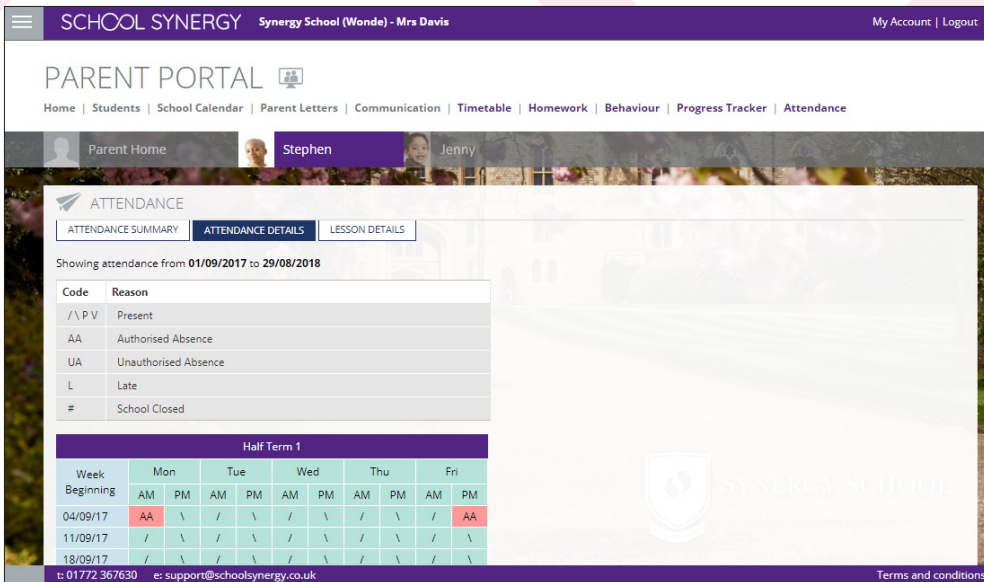 SCHOOL SYNERGY Synergy School (Wonde) - Mrs Davis My Account | Logout
PARENT PORTAL
Home | Students | School Calendar | Parent Letters | Communication | Timetable | Homework | Behaviour | Progress Tracker | Attendance
Parent Home Stephen Jenny
ATTENDANCE
ATTENDANCE SUMMARY ATTENDANCE DETAILS LESSON DETAILS
Showing attendance from 01/09/2017 to 29/08/2018
Code Reason
/ \ P V Present
AA Authorised Absence
UA Unauthorised Absence
L Late
# School Closed
Half Term 1
Week Beginning Mon Tue Wed Thu Fri
AM PM AM PM AM PM AM PM AM PM
04/09/17 AA \ / \ / \ / \ / AA
11/09/17 / \ / \ / \ / \ / \
18/09/17 / \ / \ / \ / \ / \
SYNERGY SCHOOL
t: 01772 367630 e: support@schoolsynergy.co.uk Terms and conditions